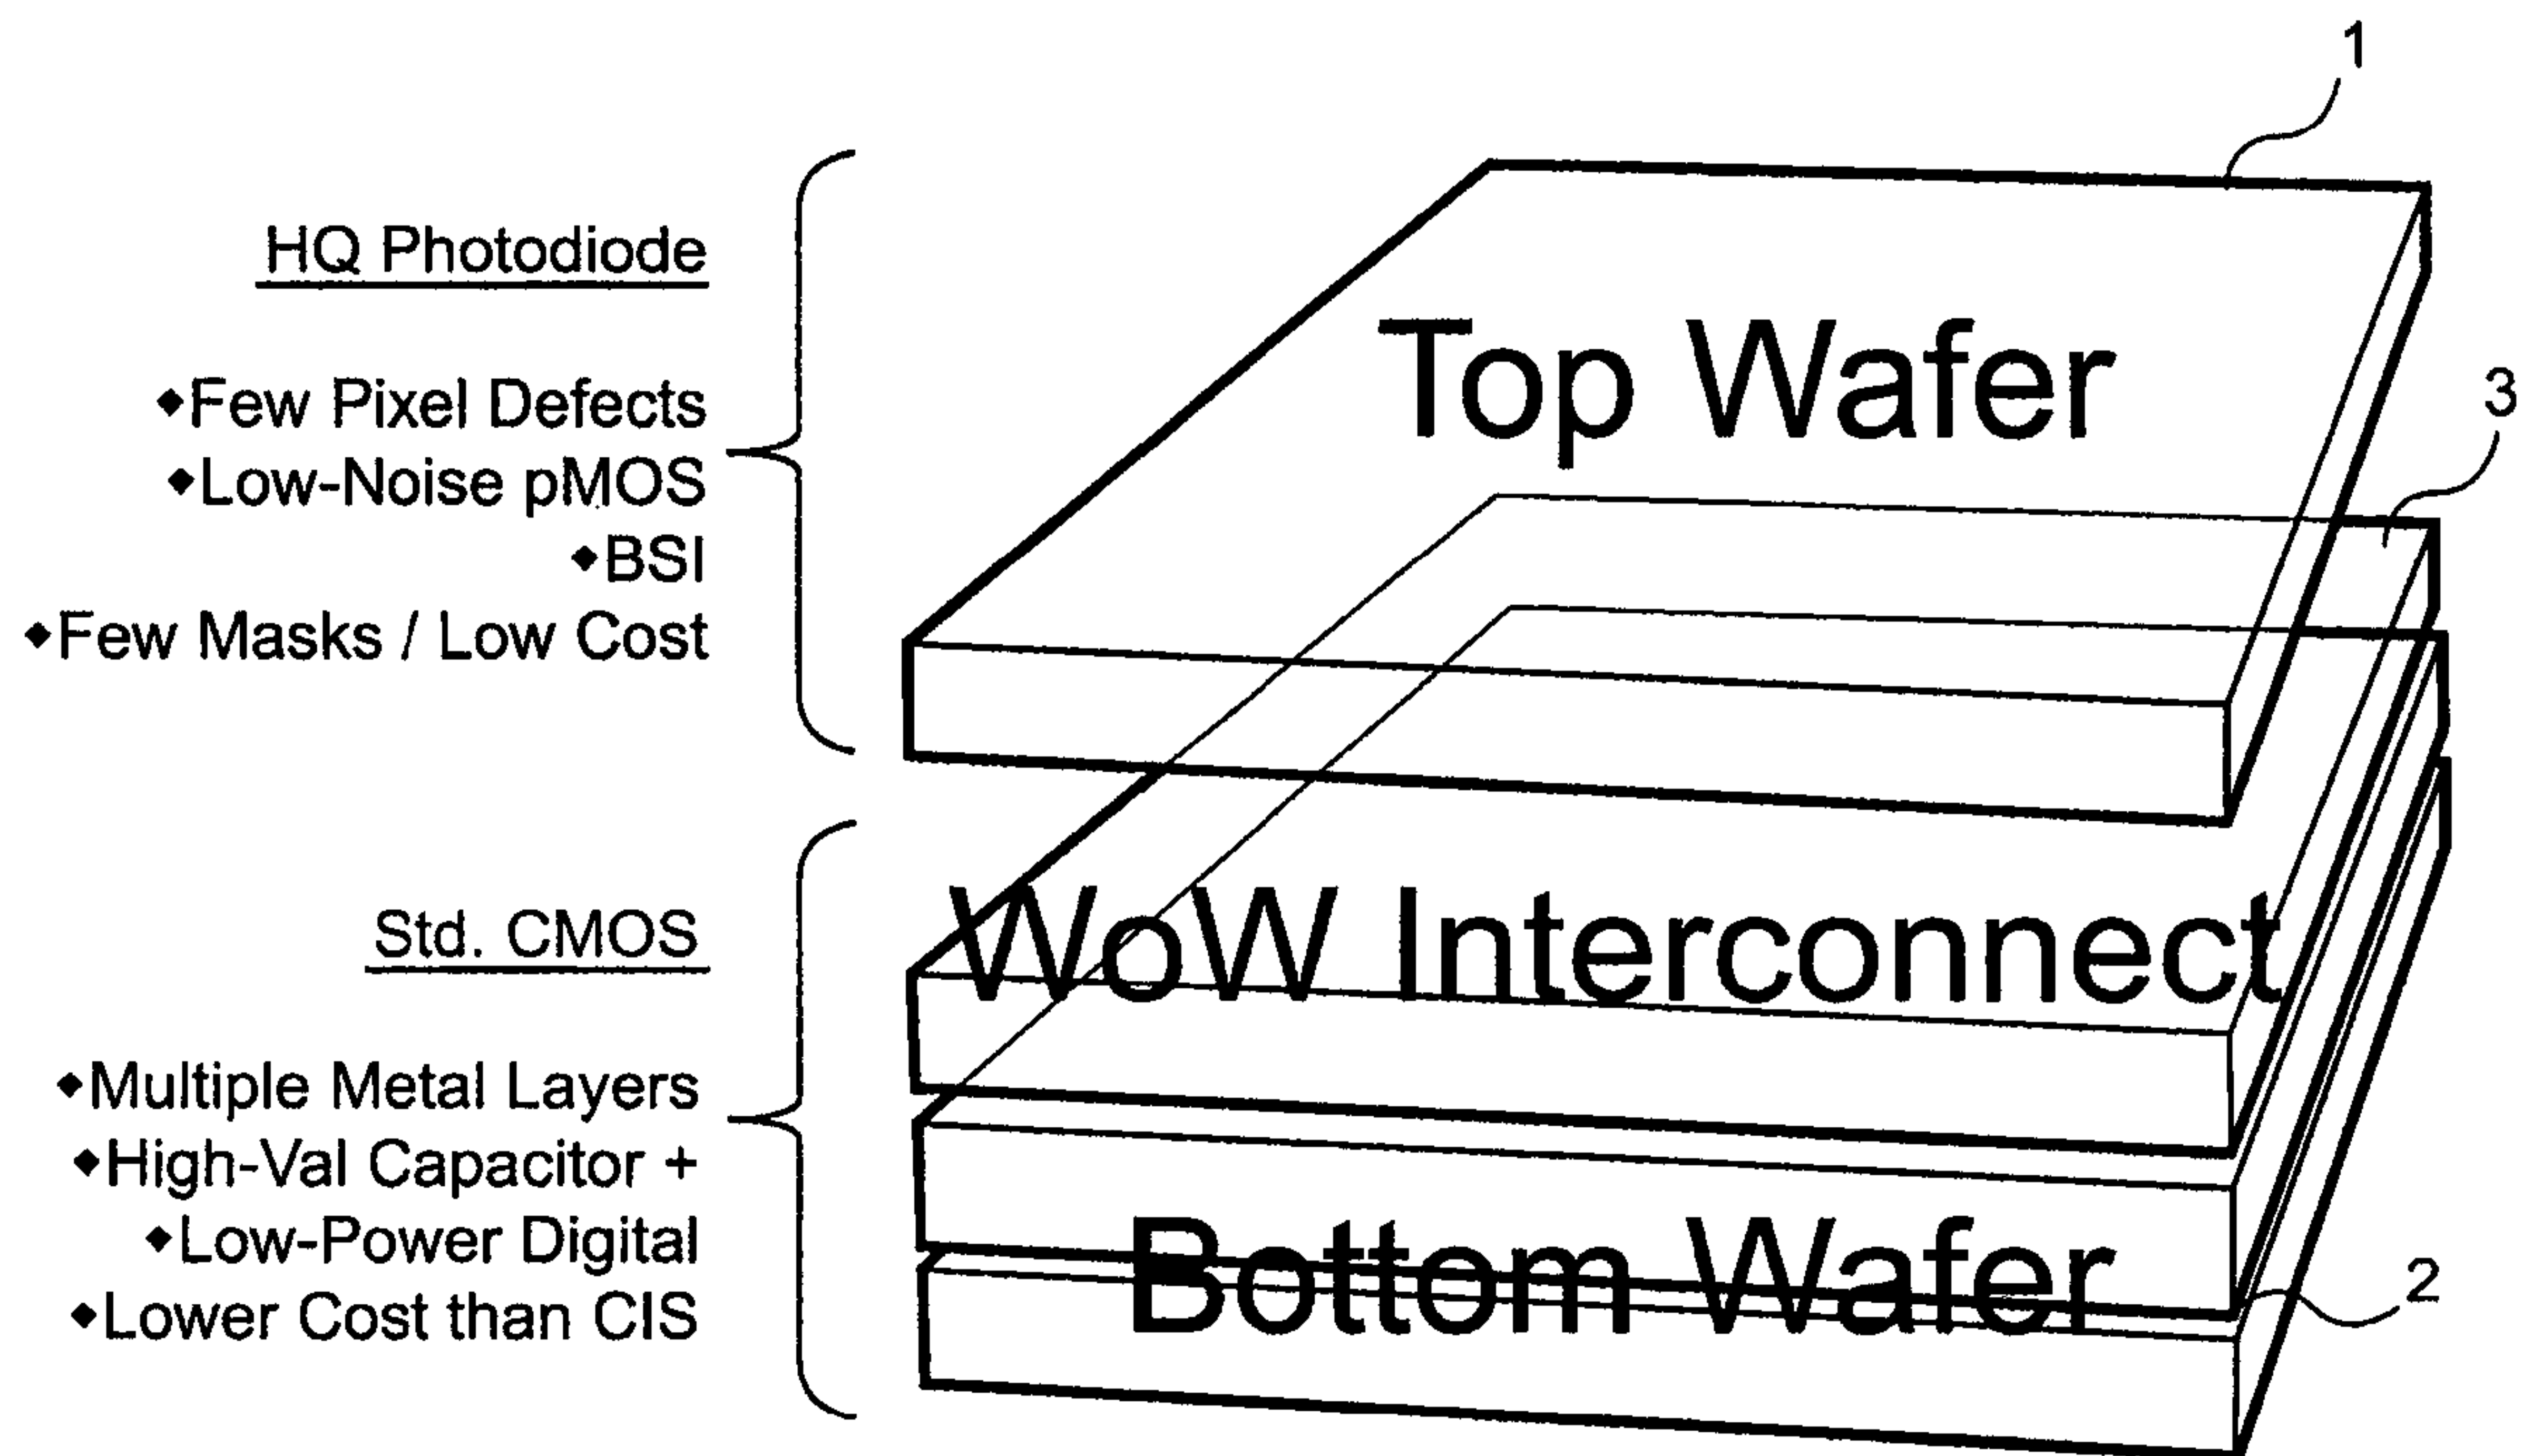 1
HQ Photodiode
◆Few Pixel Defects
◆Low-Noise pMOS
◆BSI
◆Few Masks / Low Cost
Top Wafer
3
WoW Interconnect
Std. CMOS
◆Multiple Metal Layers
◆High-Val Capacitor +
◆Low-Power Digital
◆Lower Cost than CIS
Bottom Wafer
2